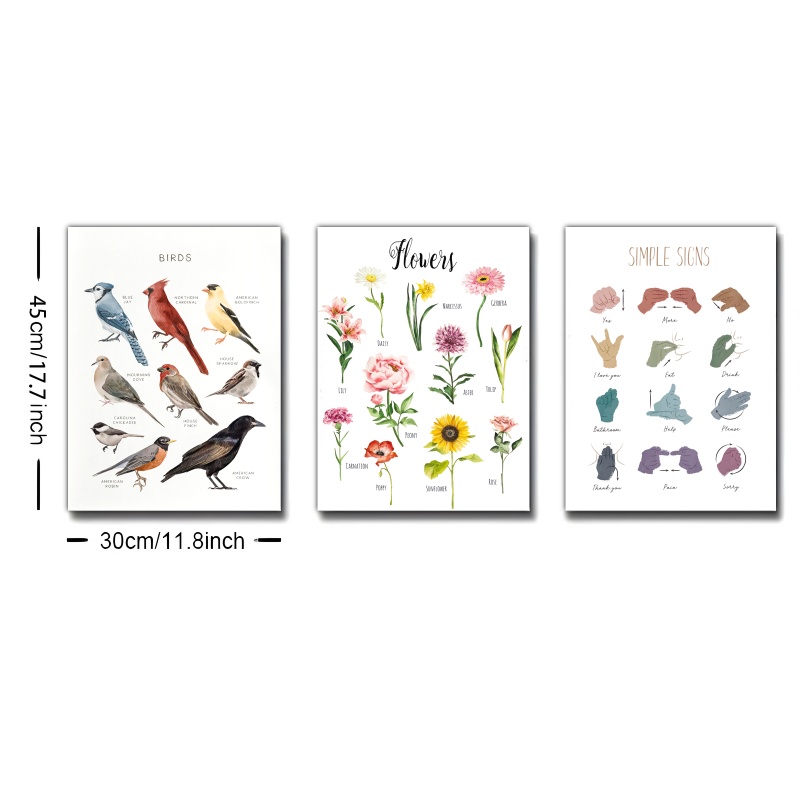 45cm/17.7inch
30cm/11.8inch
BIRDS
BLUE
JAY
NORTHERN
CARDINAL
AMERICAN
GOLDFINCH
MOURNING
DOVE
HOUSE
SPARROW
CAROLINA
CHICKADEE
HOUSE
FINCH
AMERICAN
ROBIN
AMERICAN
CROW
Flowers
DAISY
NARCISSUS
GERBERA
LILY
ASTER
TULIP
PEONY
CARNATION
POPPY
SUNFLOWER
ROSE
SIMPLE SIGNS
Yes
More
No
I love you
Eat
Drink
Bathroom
Help
Please
Thank you
Pain
Sorry